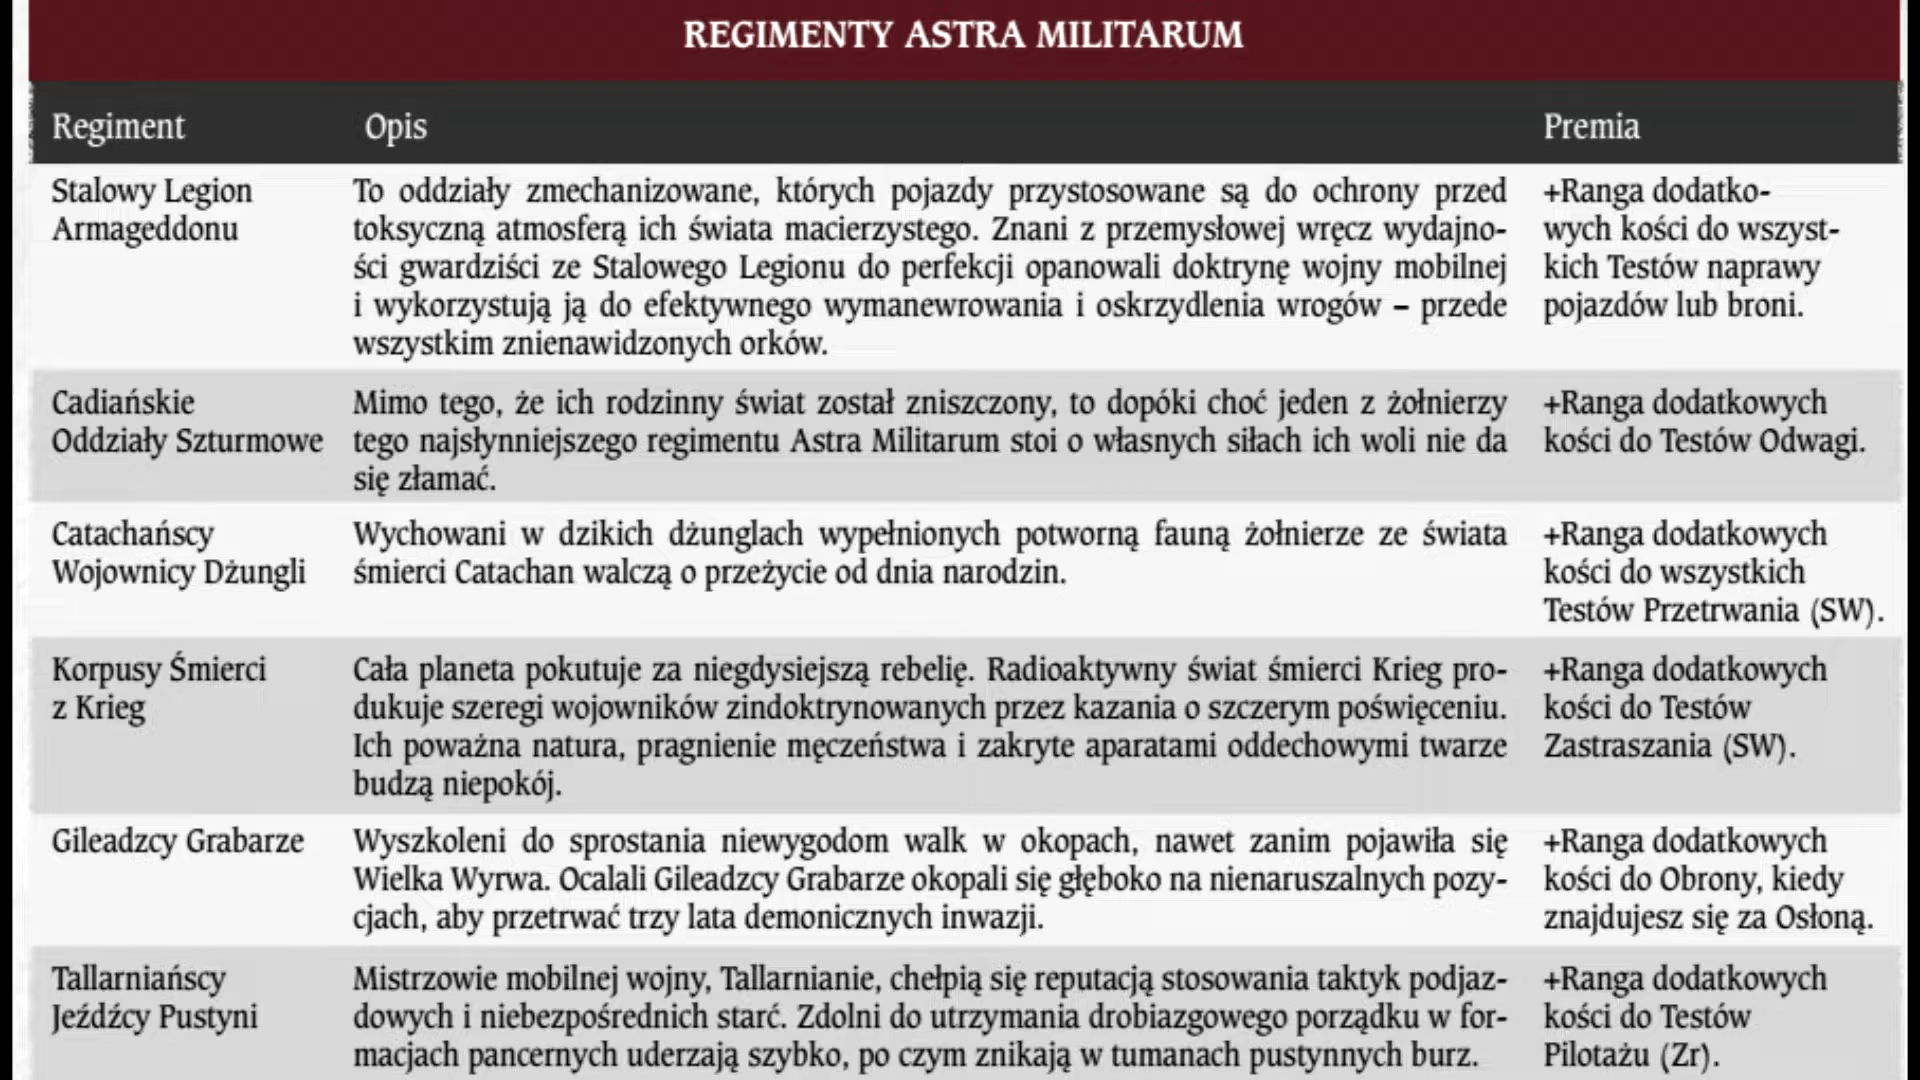 REGIMENTY ASTRA MILITARUM
Regiment Opis Premia
Stalowy Legion
Armageddonu
To oddziały zmechanizowane, których pojazdy przystosowane są do ochrony przed
toksyczną atmosferą ich świata macierzystego. Znani z przemysłowej wręcz wydajno-
ści gwardziści ze Stalowego Legionu do perfekcji opanowali doktrynę wojny mobilnej
i wykorzystują ją do efektywnego wymanewrowania i oskrzydlenia wrogów – przede
wszystkim znienawidzonych orków.
+Ranga dodatko-
wych kości do wszyst-
kich Testów naprawy
pojazdów lub broni.
Cadiańskie
Oddziały Szturmowe
Mimo tego, że ich rodzinny świat został zniszczony, to dopóki choć jeden z żołnierzy
tego najsłynniejszego regimentu Astra Militarum stoi o własnych siłach ich woli nie da
się złamać.
+Ranga dodatkowych
kości do Testów Odwagi.
Catachańscy
Wojownicy Dżungli
Wychowani w dzikich dżunglach wypełnionych potworną fauną żołnierze ze świata
śmierci Catachan walczą o przeżycie od dnia narodzin.
+Ranga dodatkowych
kości do wszystkich
Testów Przetrwania (SW).
Korpusy Śmierci
z Krieg
Cała planeta pokutuje za niegdysiejszą rebelię. Radioaktywny świat śmierci Krieg pro-
dukuje szeregi wojowników zindoktrynowanych przez kazania o szczerym poświęceniu.
Ich poważna natura, pragnienie męczeństwa i zakryte aparatami oddechowymi twarze
budzą niepokój.
+Ranga dodatkowych
kości do Testów
Zastraszania (SW).
Gileadzcy Grabarze
Wyszkoleni do sprostania niewygodom walk w okopach, nawet zanim pojawiła się
Wielka Wyrwa. Ocalali Gileadzcy Grabarze okopali się głęboko na nienaruszalnych pozy-
cjach, aby przetrwać trzy lata demonicznych inwazji.
+Ranga dodatkowych
kości do Obrony, kiedy
znajdujesz się za Osłoną.
Tallarniańscy
Jeźdźcy Pustyni
Mistrzowie mobilnej wojny, Tallarnianie, chełpią się reputacją stosowania taktyk podjaz-
dowych i niebezpośrednich starć. Zdolni do utrzymania drobiazgowego porządku w for-
macjach pancernych uderzają szybko, po czym znikają w tumanach pustynnych burz.
+Ranga dodatkowych
kości do Testów
Pilotażu (Zr).